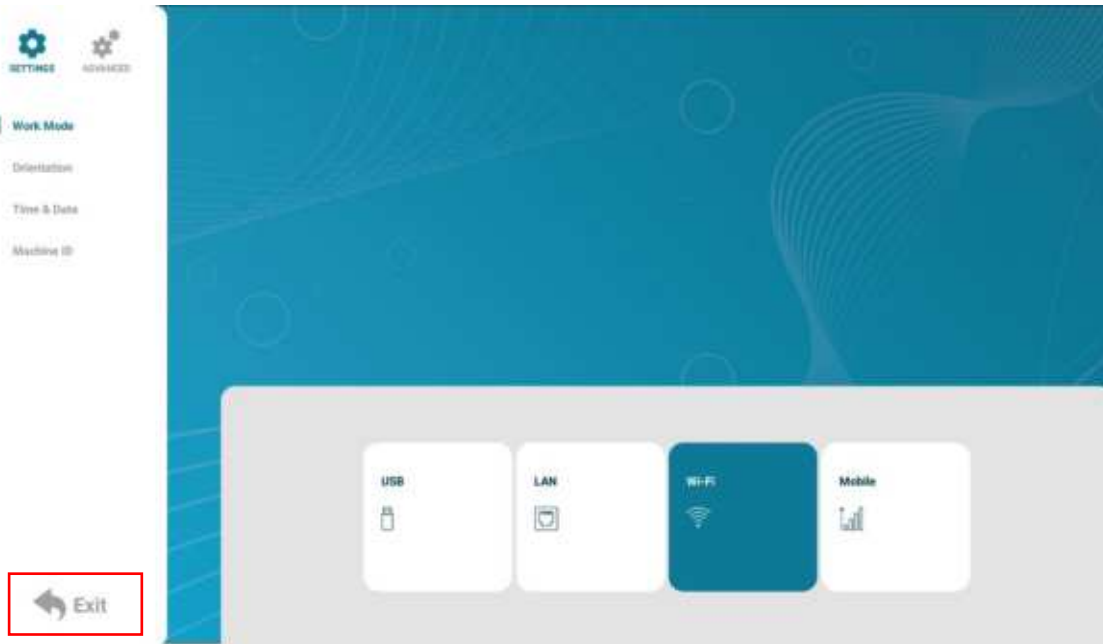 SETTINGS
ADVANCED
Work Mode
Orientation
Time & Date
Machine ID
USB
LAN
Wi-Fi
Mobile
Exit